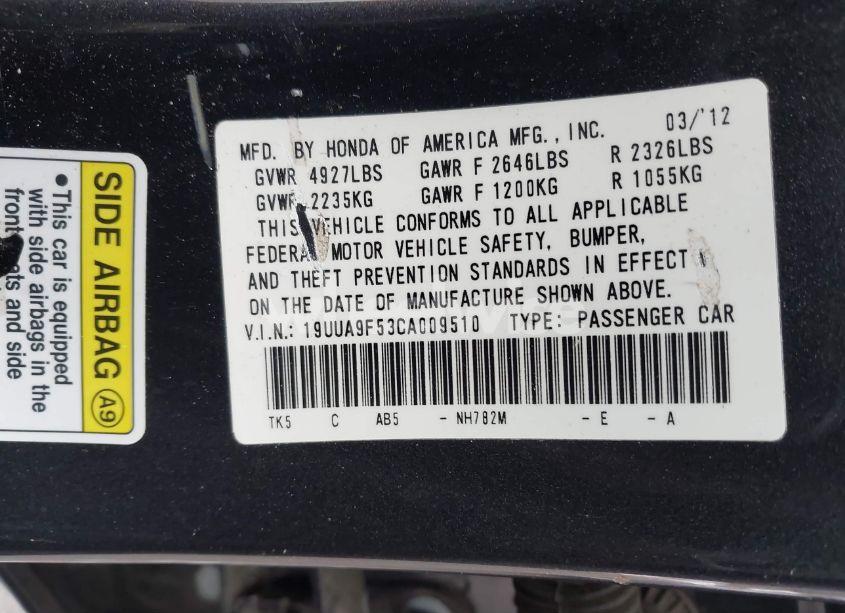 03/'12
MFD. BY HONDA OF AMERICA MFG., INC.
GVWR 4927LBS GAWR F 2646LBS R 2326LBS
GVWR 2235KG GAWR F 1200KG R 1055KG
THIS VEHICLE CONFORMS TO ALL APPLICABLE
FEDERAL MOTOR VEHICLE SAFETY, BUMPER,
AND THEFT PREVENTION STANDARDS IN EFFECT
ON THE DATE OF MANUFACTURE SHOWN ABOVE.
V.I.N.: 19UUA9F53CA009510 TYPE: PASSENGER CAR
TK5 C AB5 - NH782M - E - A
SIDE AIRBAG A9
•This car is equipped
with side airbags in the
front and side